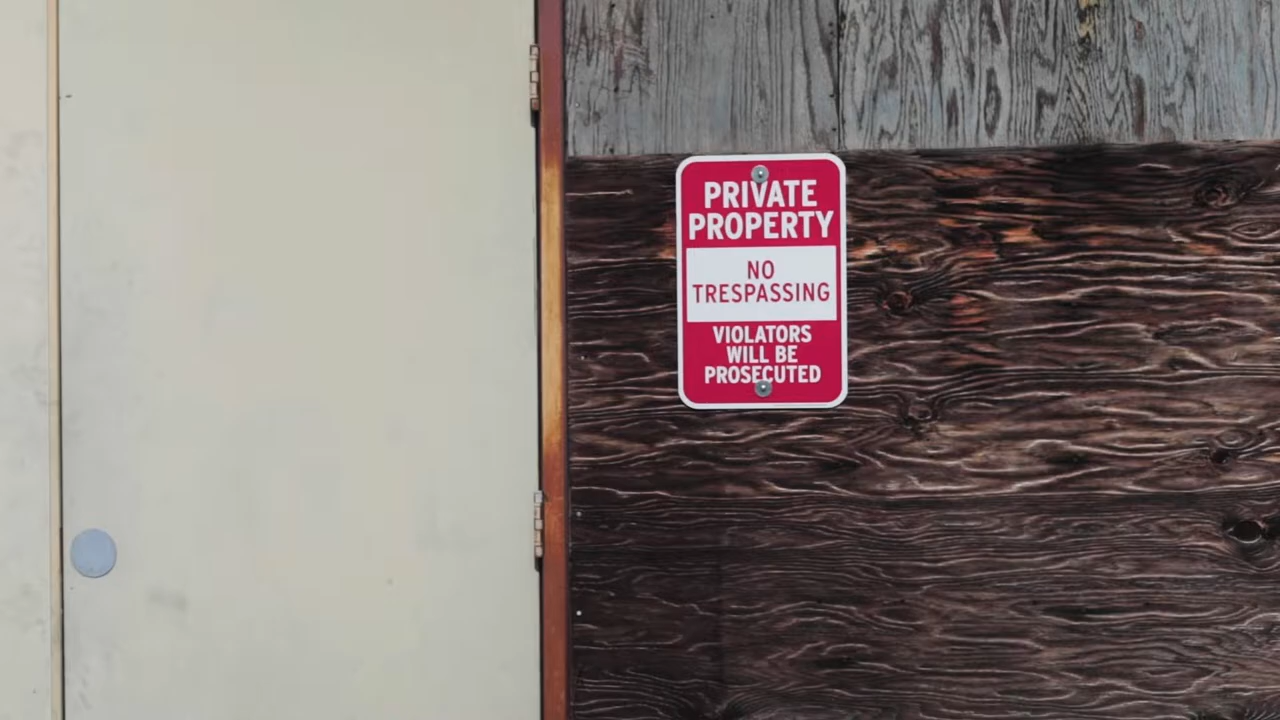 PRIVATE
PROPERTY
NO
TRESPASSING
VIOLATORS
WILL BE
PROSECUTED